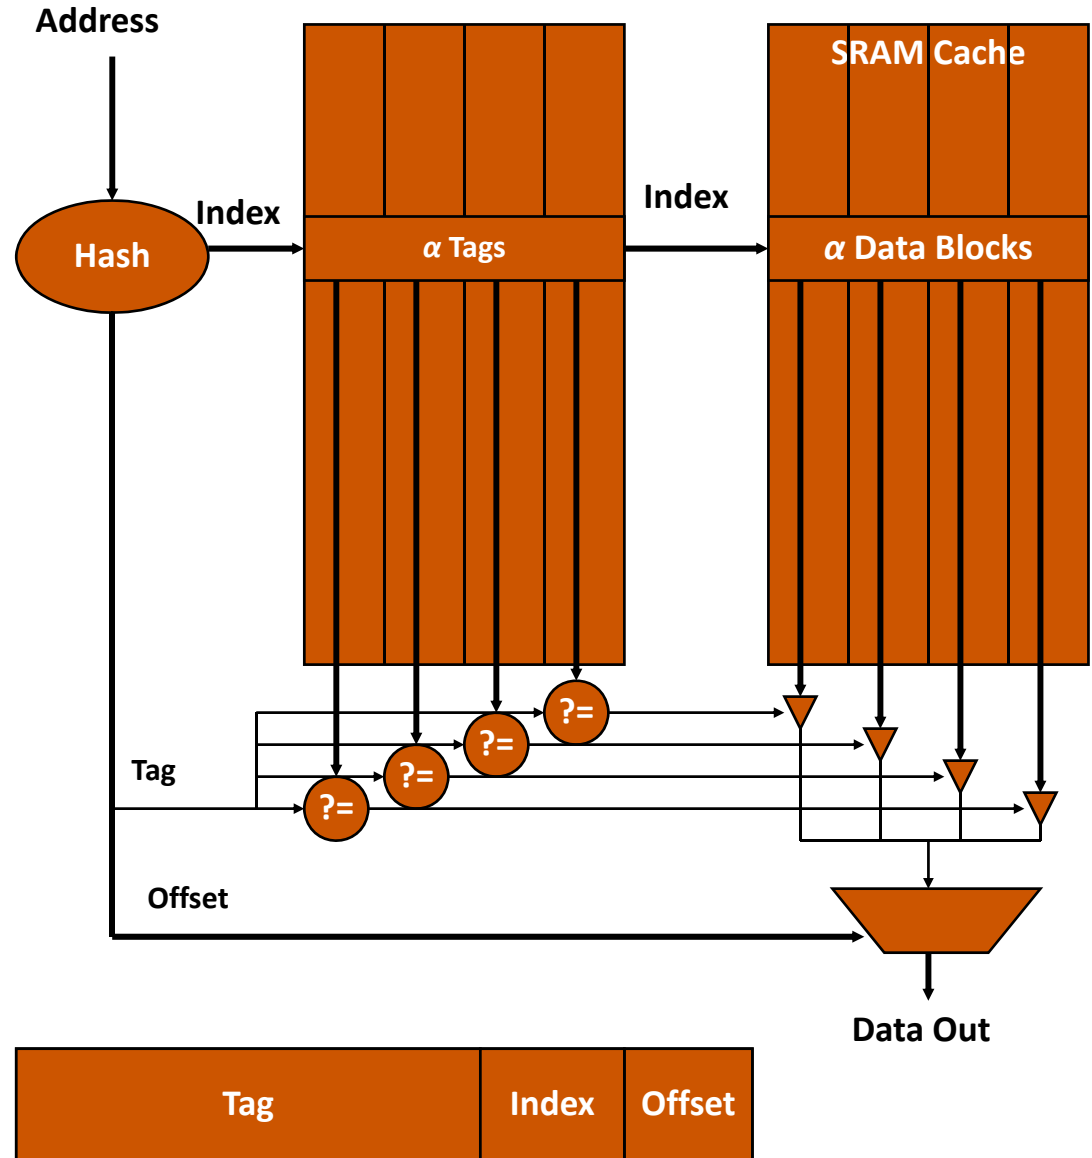 Address
SRAM Cache
Index
Index
Hash
α Tags
α Data Blocks
?=
?=
?=
?=
Tag
Offset
Data Out
Tag
Index
Offset